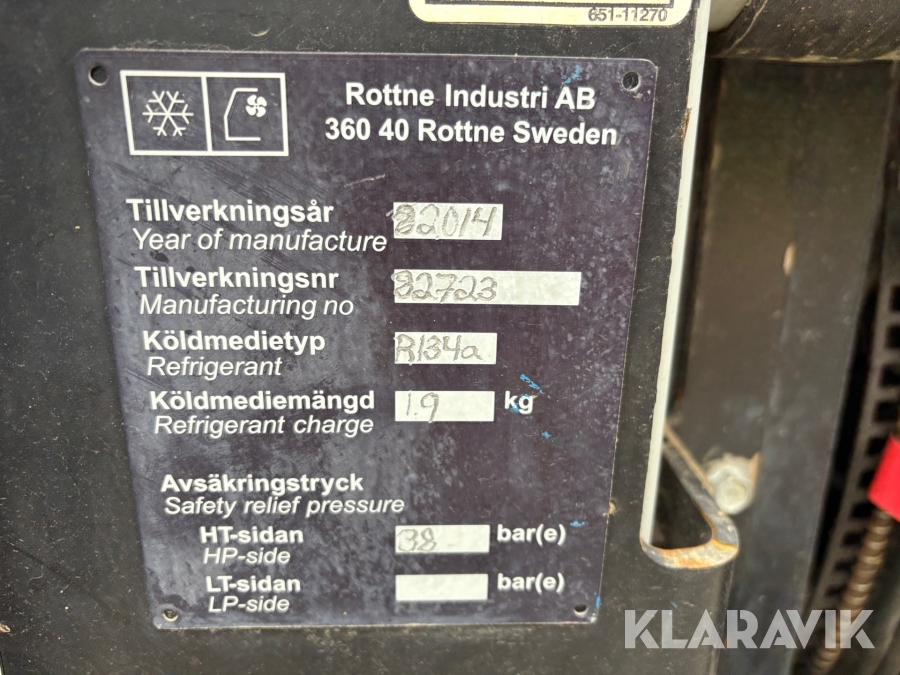 651-11270
Rottne Industri AB
360 40 Rottne Sweden
Tillverkningsår 22014
Year of manufacture
Tillverkningsnr 82723
Manufacturing no
Köldmedietyp R134a
Refrigerant
Köldmediemängd 1.9 kg
Refrigerant charge
Avsäkringstryck
Safety relief pressure
HT-sidan 38 bar(e)
HP-side
LT-sidan bar(e)
LP-side
KLARAVIK